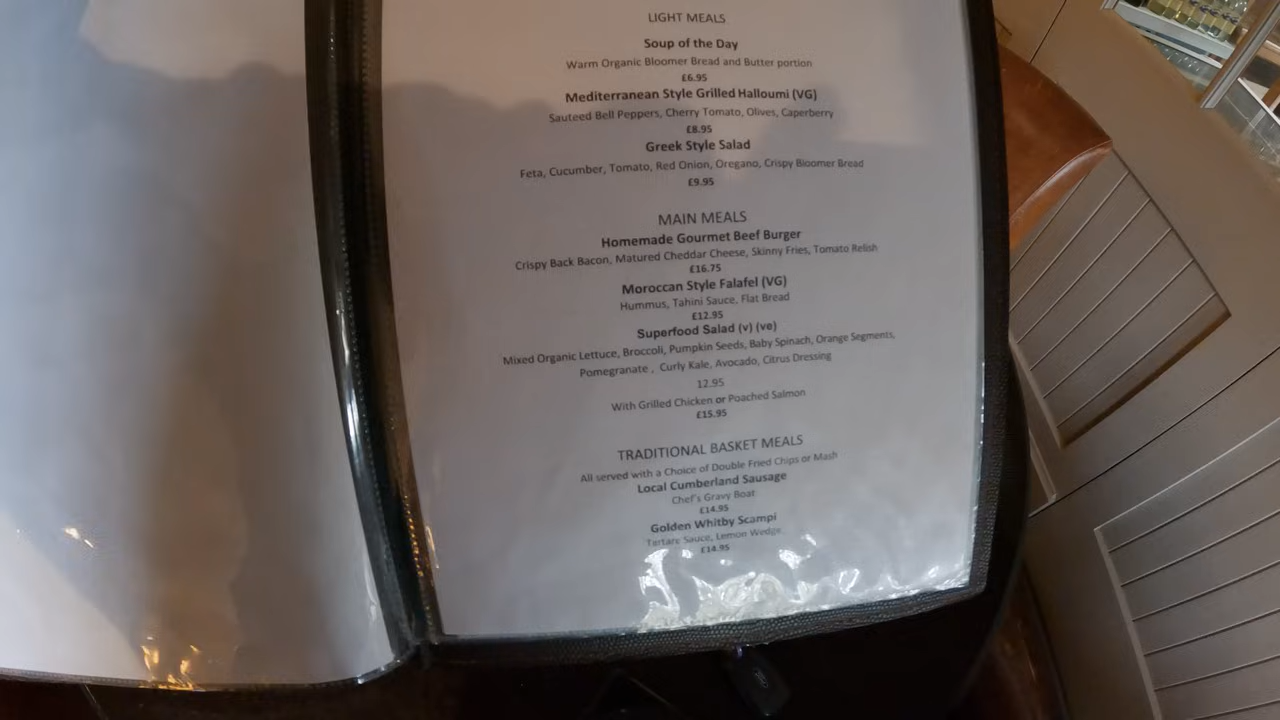 LIGHT MEALS
Soup of the Day
Warm Organic Bloomer Bread and Butter portion
£6.95
Mediterranean Style Grilled Halloumi (VG)
Sauteed Bell Peppers, Cherry Tomato, Olives, Caperberry
£8.95
Greek Style Salad
Feta, Cucumber, Tomato, Red Onion, Oregano, Crispy Bloomer Bread
£9.95
MAIN MEALS
Homemade Gourmet Beef Burger
Crispy Back Bacon, Matured Cheddar Cheese, Skinny Fries, Tomato Relish
£16.75
Moroccan Style Falafel (VG)
Hummus, Tahini Sauce, Flat Bread
£12.95
Superfood Salad (v) (ve)
Mixed Organic Lettuce, Broccoli, Pumpkin Seeds, Baby Spinach, Orange Segments,
Pomegranate , Curly Kale, Avocado, Citrus Dressing
12.95
With Grilled Chicken or Poached Salmon
£15.95
TRADITIONAL BASKET MEALS
All served with a Choice of Double Fried Chips or Mash
Local Cumberland Sausage
Chef's Gravy Boat
£14.95
Golden Whitby Scampi
Tartare Sauce, Lemon Wedge
£14.95